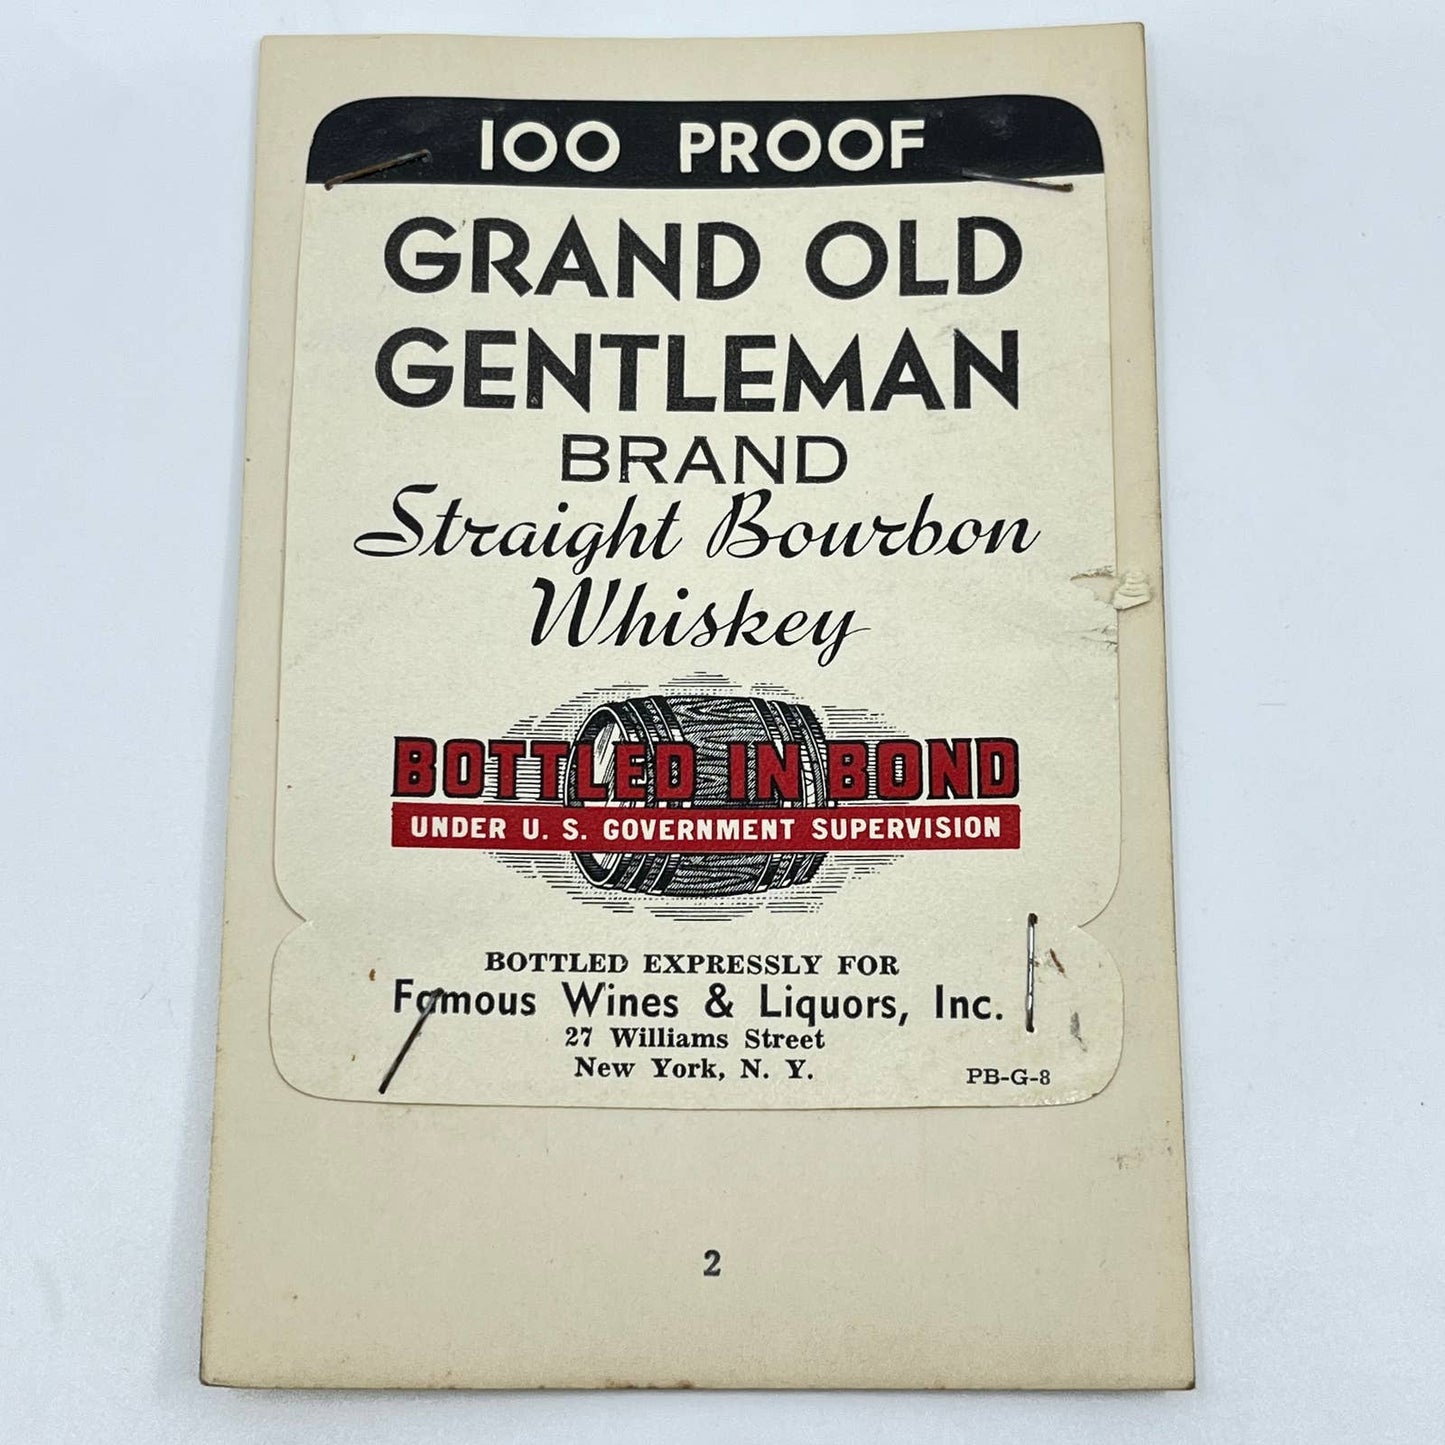 100 PROOF
GRAND OLD
GENTLEMAN
BRAND
Straight Bourbon
Whiskey
BOTTLED IN BOND
UNDER U. S. GOVERNMENT SUPERVISION
BOTTLED EXPRESSLY FOR
Famous Wines & Liquors, Inc.
27 Williams Street
New York, N. Y.
PB-G-8
2